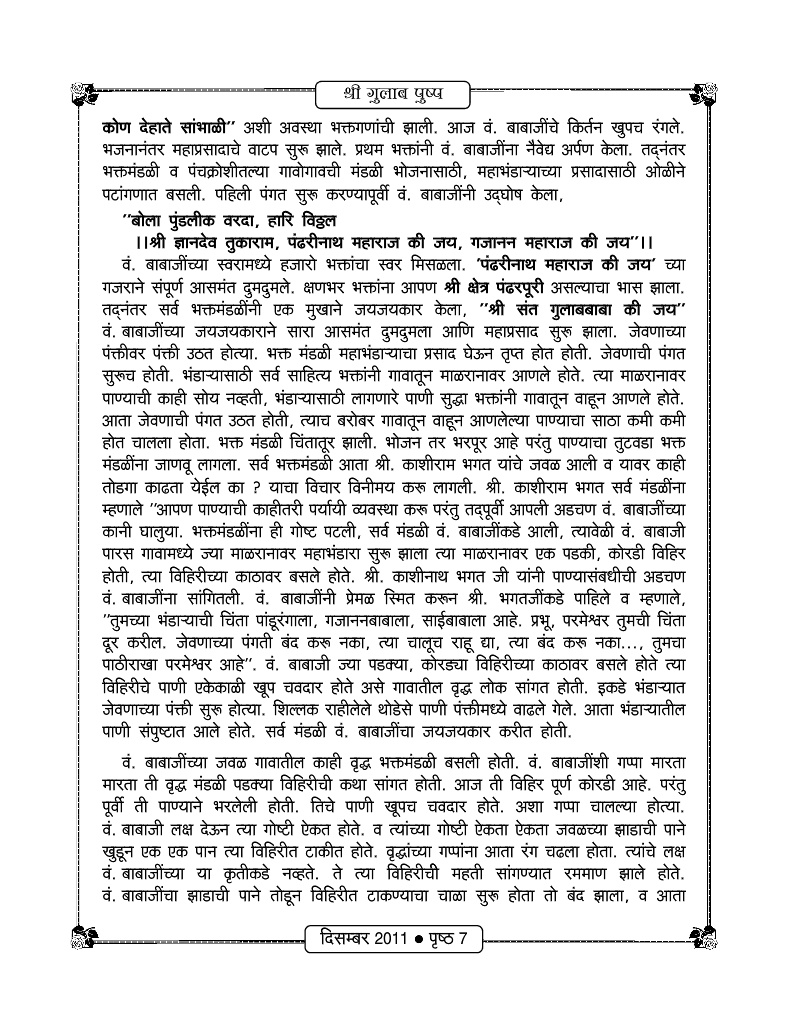 श्री गुलाब पुष्प
कोण देहाते सांभाळी” अशी अवस्था भक्तगणांची झाली. आज वं. बाबाजींचे किर्तन खुपच रंगले.
भजनानंतर महाप्रसादाचे वाटप सुरू झाले. प्रथम भक्तांनी वं. बाबाजींना नैवेद्य अर्पण केला. तद्नंतर
भक्तमंडळी व पंचक्रोशीतल्या गावोगावची मंडळी भोजनासाठी, महाभंडाऱ्याच्या प्रसादासाठी ओळीने
पटांगणात बसली. पहिली पंगत सुरू करण्यापूर्वी वं. बाबाजींनी उद्घोष केला,
”बोला पुंडलीक वरदा, हारि विठ्ठल
।।श्री ज्ञानदेव तुकाराम, पंढरीनाथ महाराज की जय, गजानन महाराज की जय”।।
वं. बाबाजींच्या स्वरामध्ये हजारो भक्तांचा स्वर मिसळला. ’पंढरीनाथ महाराज की जय’ च्या
गजराने संपूर्ण आसमंत दुमदुमले. क्षणभर भक्तांना आपण श्री क्षेत्र पंढरपूरी असल्याचा भास झाला.
तद्नंतर सर्व भक्तमंडळींनी एक मुखाने जयजयकार केला, ”श्री संत गुलाबबाबा की जय”
वं. बाबाजींच्या जयजयकाराने सारा आसमंत दुमदुमला आणि महाप्रसाद सुरू झाला. जेवणाच्या
पंक्तीवर पंक्ती उठत होत्या. भक्त मंडळी महाभंडाऱ्याचा प्रसाद घेऊन तृप्त होत होती. जेवणाची पंगत
सुरूच होती. भंडाऱ्यासाठी सर्व साहित्य भक्तांनी गावातून माळरानावर आणले होते. त्या माळरानावर
पाण्याची काही सोय नव्हती, भंडाऱ्यासाठी लागणारे पाणी सुद्धा भक्तांनी गावातून वाहून आणले होते.
आता जेवणाची पंगत उठत होती, त्याच बरोबर गावातून वाहून आणलेल्या पाण्याचा साठा कमी कमी
होत चालला होता. भक्त मंडळी चिंतातूर झाली. भोजन तर भरपूर आहे परंतु पाण्याचा तुटवडा भक्त
मंडळींना जाणवू लागला. सर्व भक्तमंडळी आता श्री. काशीराम भगत यांचे जवळ आली व यावर काही
तोडगा काढता येईल का ? याचा विचार विनीमय करू लागली. श्री. काशीराम भगत सर्व मंडळींना
म्हणाले ”आपण पाण्याची काहीतरी पर्यायी व्यवस्था करू परंतु तद्पूर्वी आपली अडचण वं. बाबाजींच्या
कानी घालुया. भक्तमंडळींना ही गोष्ट पटली, सर्व मंडळी वं. बाबाजींकडे आली, त्यावेळी वं. बाबाजी
पारस गावामध्ये ज्या माळरानावर महाभंडारा सुरू झाला त्या माळरानावर एक पडकी, कोरडी विहिर
होती, त्या विहिरीच्या काठावर बसले होते. श्री. काशीनाथ भगत जी यांनी पाण्यासंबधीची अडचण
वं. बाबाजींना सांगितली. वं. बाबाजींनी प्रेमळ स्मित करून श्री. भगतजींकडे पाहिले व म्हणाले,
”तुमच्या भंडाऱ्याची चिंता पांडूरंगाला, गजाननबाबाला, साईबाबाला आहे. प्रभू, परमेश्वर तुमची चिंता
दूर करील. जेवणाच्या पंगती बंद करू नका, त्या चालूच राहू द्या, त्या बंद करू नका..., तुमचा
पाठीराखा परमेश्वर आहे”. वं. बाबाजी ज्या पडक्या, कोरड्या विहिरीच्या काठावर बसले होते त्या
विहिरीचे पाणी एकेकाळी खूप चवदार होते असे गावातील वृद्ध लोक सांगत होती. इकडे भंडाऱ्यात
जेवणाच्या पंक्ती सुरू होत्या. शिल्लक राहीलेले थोडेसे पाणी पंक्तीमध्ये वाढले गेले. आता भंडाऱ्यातील
पाणी संपुष्टात आले होते. सर्व मंडळी वं. बाबाजींचा जयजयकार करीत होती.
वं. बाबाजींच्या जवळ गावातील काही वृद्ध भक्तमंडळी बसली होती. वं. बाबाजींशी गप्पा मारता
मारता ती वृद्ध मंडळी पडक्या विहिरीची कथा सांगत होती. आज ती विहिर पूर्ण कोरडी आहे. परंतु
पूर्वी ती पाण्याने भरलेली होती. तिचे पाणी खूपच चवदार होते. अशा गप्पा चालल्या होत्या.
वं. बाबाजी लक्ष देऊन त्या गोष्टी ऐकत होते. व त्यांच्या गोष्टी ऐकता ऐकता जवळच्या झाडाची पाने
खुडून एक एक पान त्या विहिरीत टाकीत होते. वृद्धांच्या गप्पांना आता रंग चढला होता. त्यांचे लक्ष
वं. बाबाजींच्या या कृतीकडे नव्हते. ते त्या विहिरीची महती सांगण्यात रममाण झाले होते.
वं. बाबाजींचा झाडाची पाने तोडून विहिरीत टाकण्याचा चाळा सुरू होता तो बंद झाला, व आता
दिसम्बर 2011 ● पृष्ठ 7